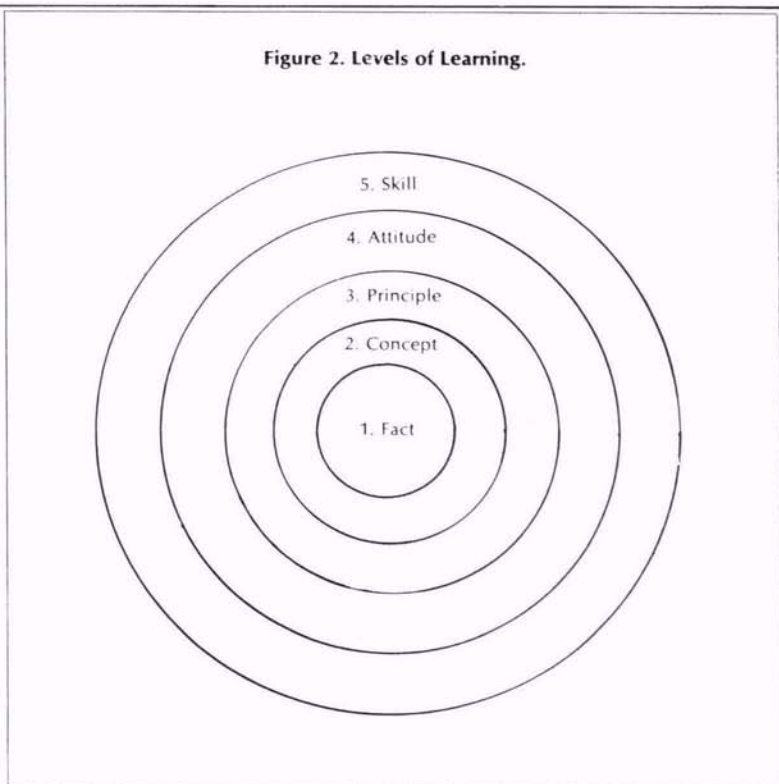 Figure 2. Levels of Learning.
5. Skill
4. Attitude
3. Principle
2. Concept
1. Fact